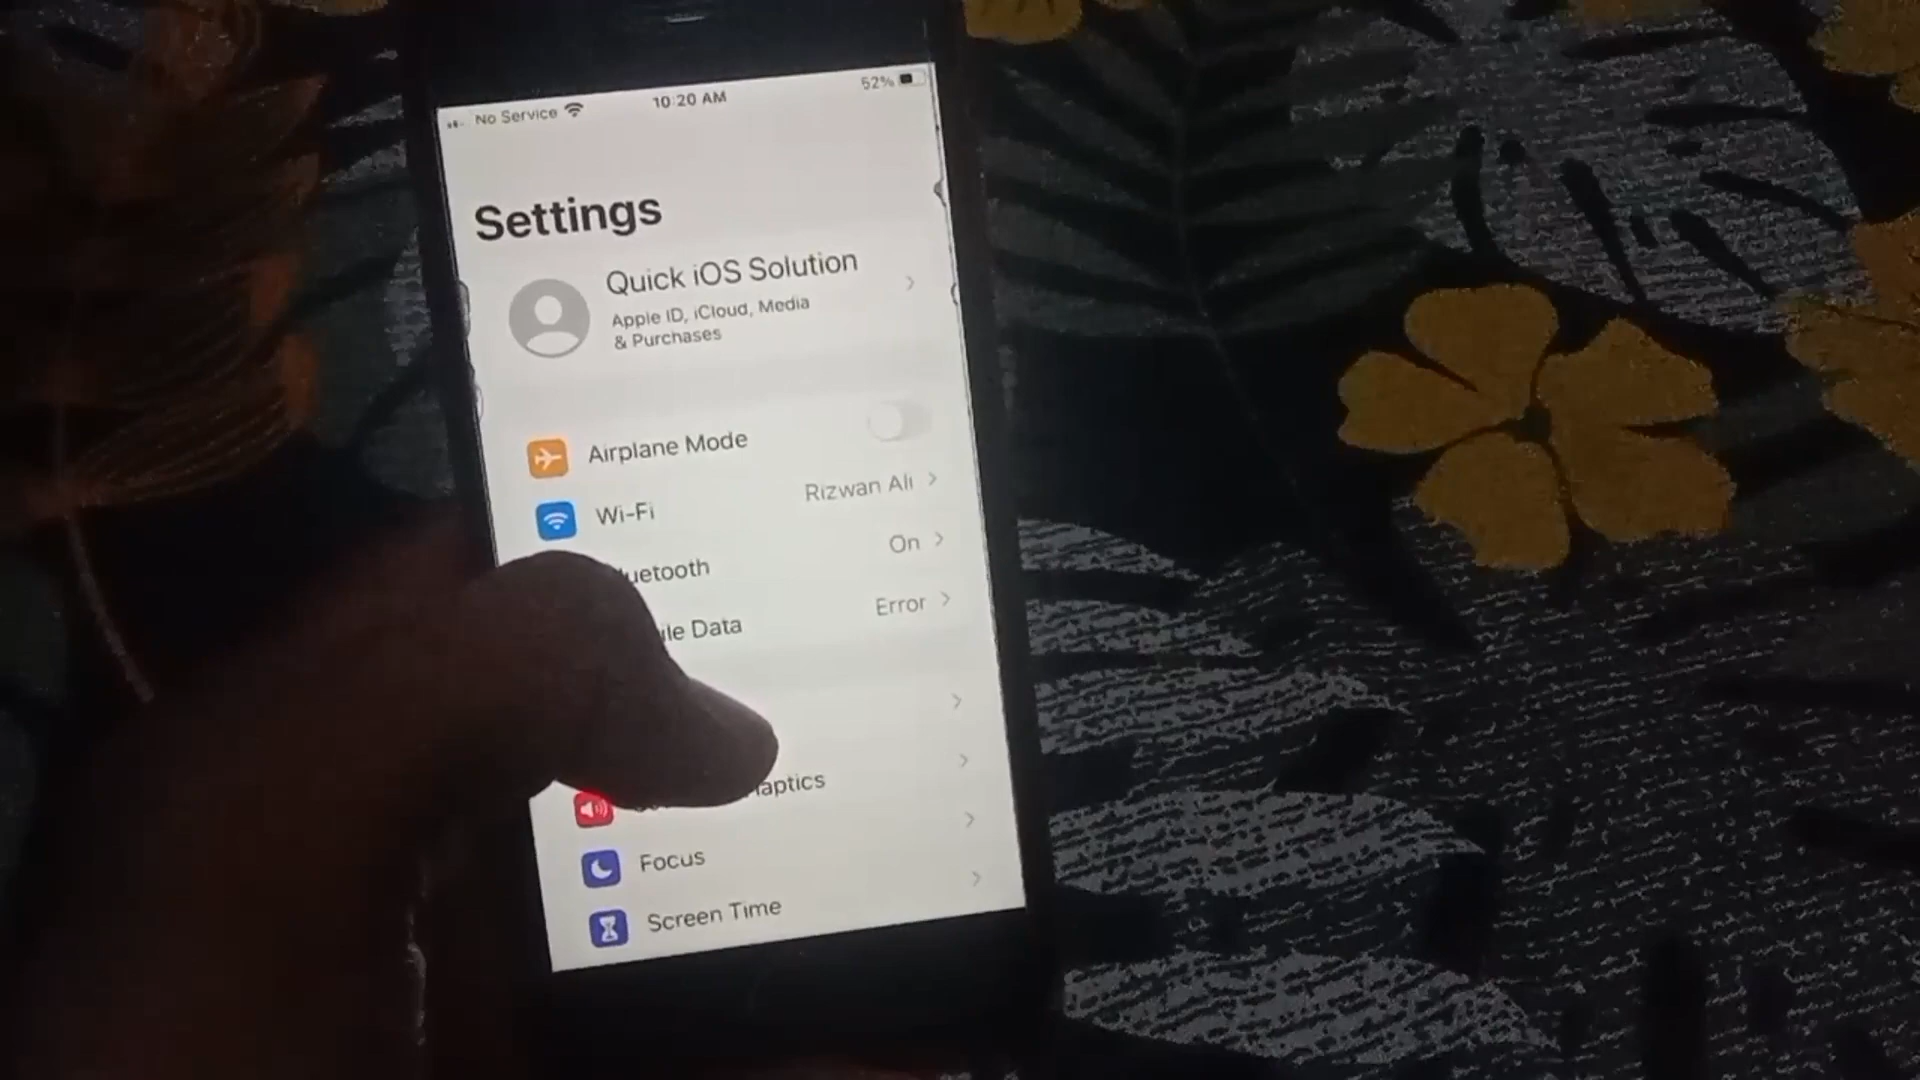 No Service
10:20 AM
52%
Settings
Quick iOS Solution
Apple ID, iCloud, Media
& Purchases
Airplane Mode
Wi-Fi
Rizwan Ali
uetooth
On
ile Data
Error
aptics
Focus
Screen Time